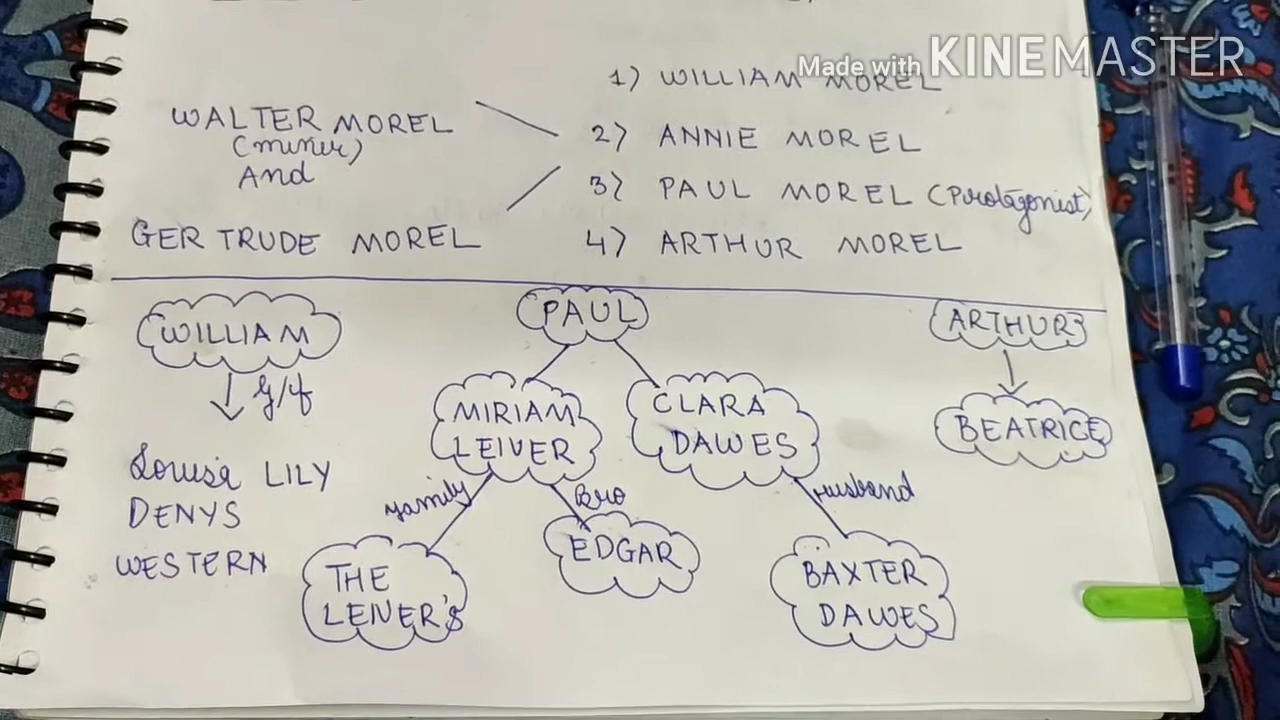 Made with KINEMASTER
1) WILLIAM MOREL
WALTER MOREL
(miner)
And
GERTRUDE MOREL
2) ANNIE MOREL
3) PAUL MOREL (Protagonist)
4) ARTHUR MOREL
WILLIAM
g/f
Louisa LILY
DENYS
WESTERN
PAUL
MIRIAM
LEIVER
CLARA
DAWES
family
Bro
Husband
THE
LEIVER'S
EDGAR
BAXTER
DAWES
ARTHUR
BEATRICE